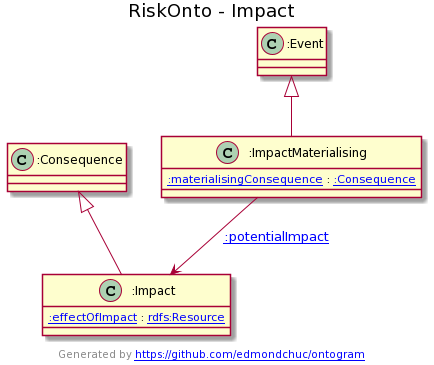 RiskOnto - Impact
C :Event
C :Consequence
C :ImpactMaterialising
:materialisingConsequence : :Consequence
:potentialImpact
C :Impact
:effectOfImpact : rdfs:Resource
Generated by https://github.com/edmondchuc/ontogram